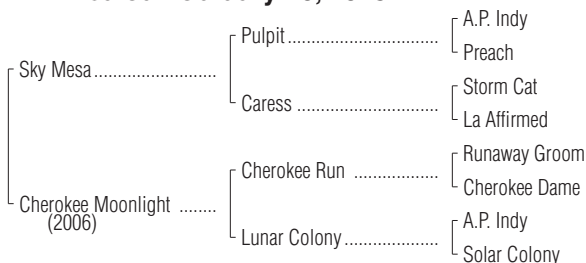 A.P. Indy
Pulpit
Preach
Sky Mesa
Storm Cat
Caress
La Affirmed
Runaway Groom
Cherokee Run
Cherokee Dame
Cherokee Moonlight
(2006)
A.P. Indy
Lunar Colony
Solar Colony